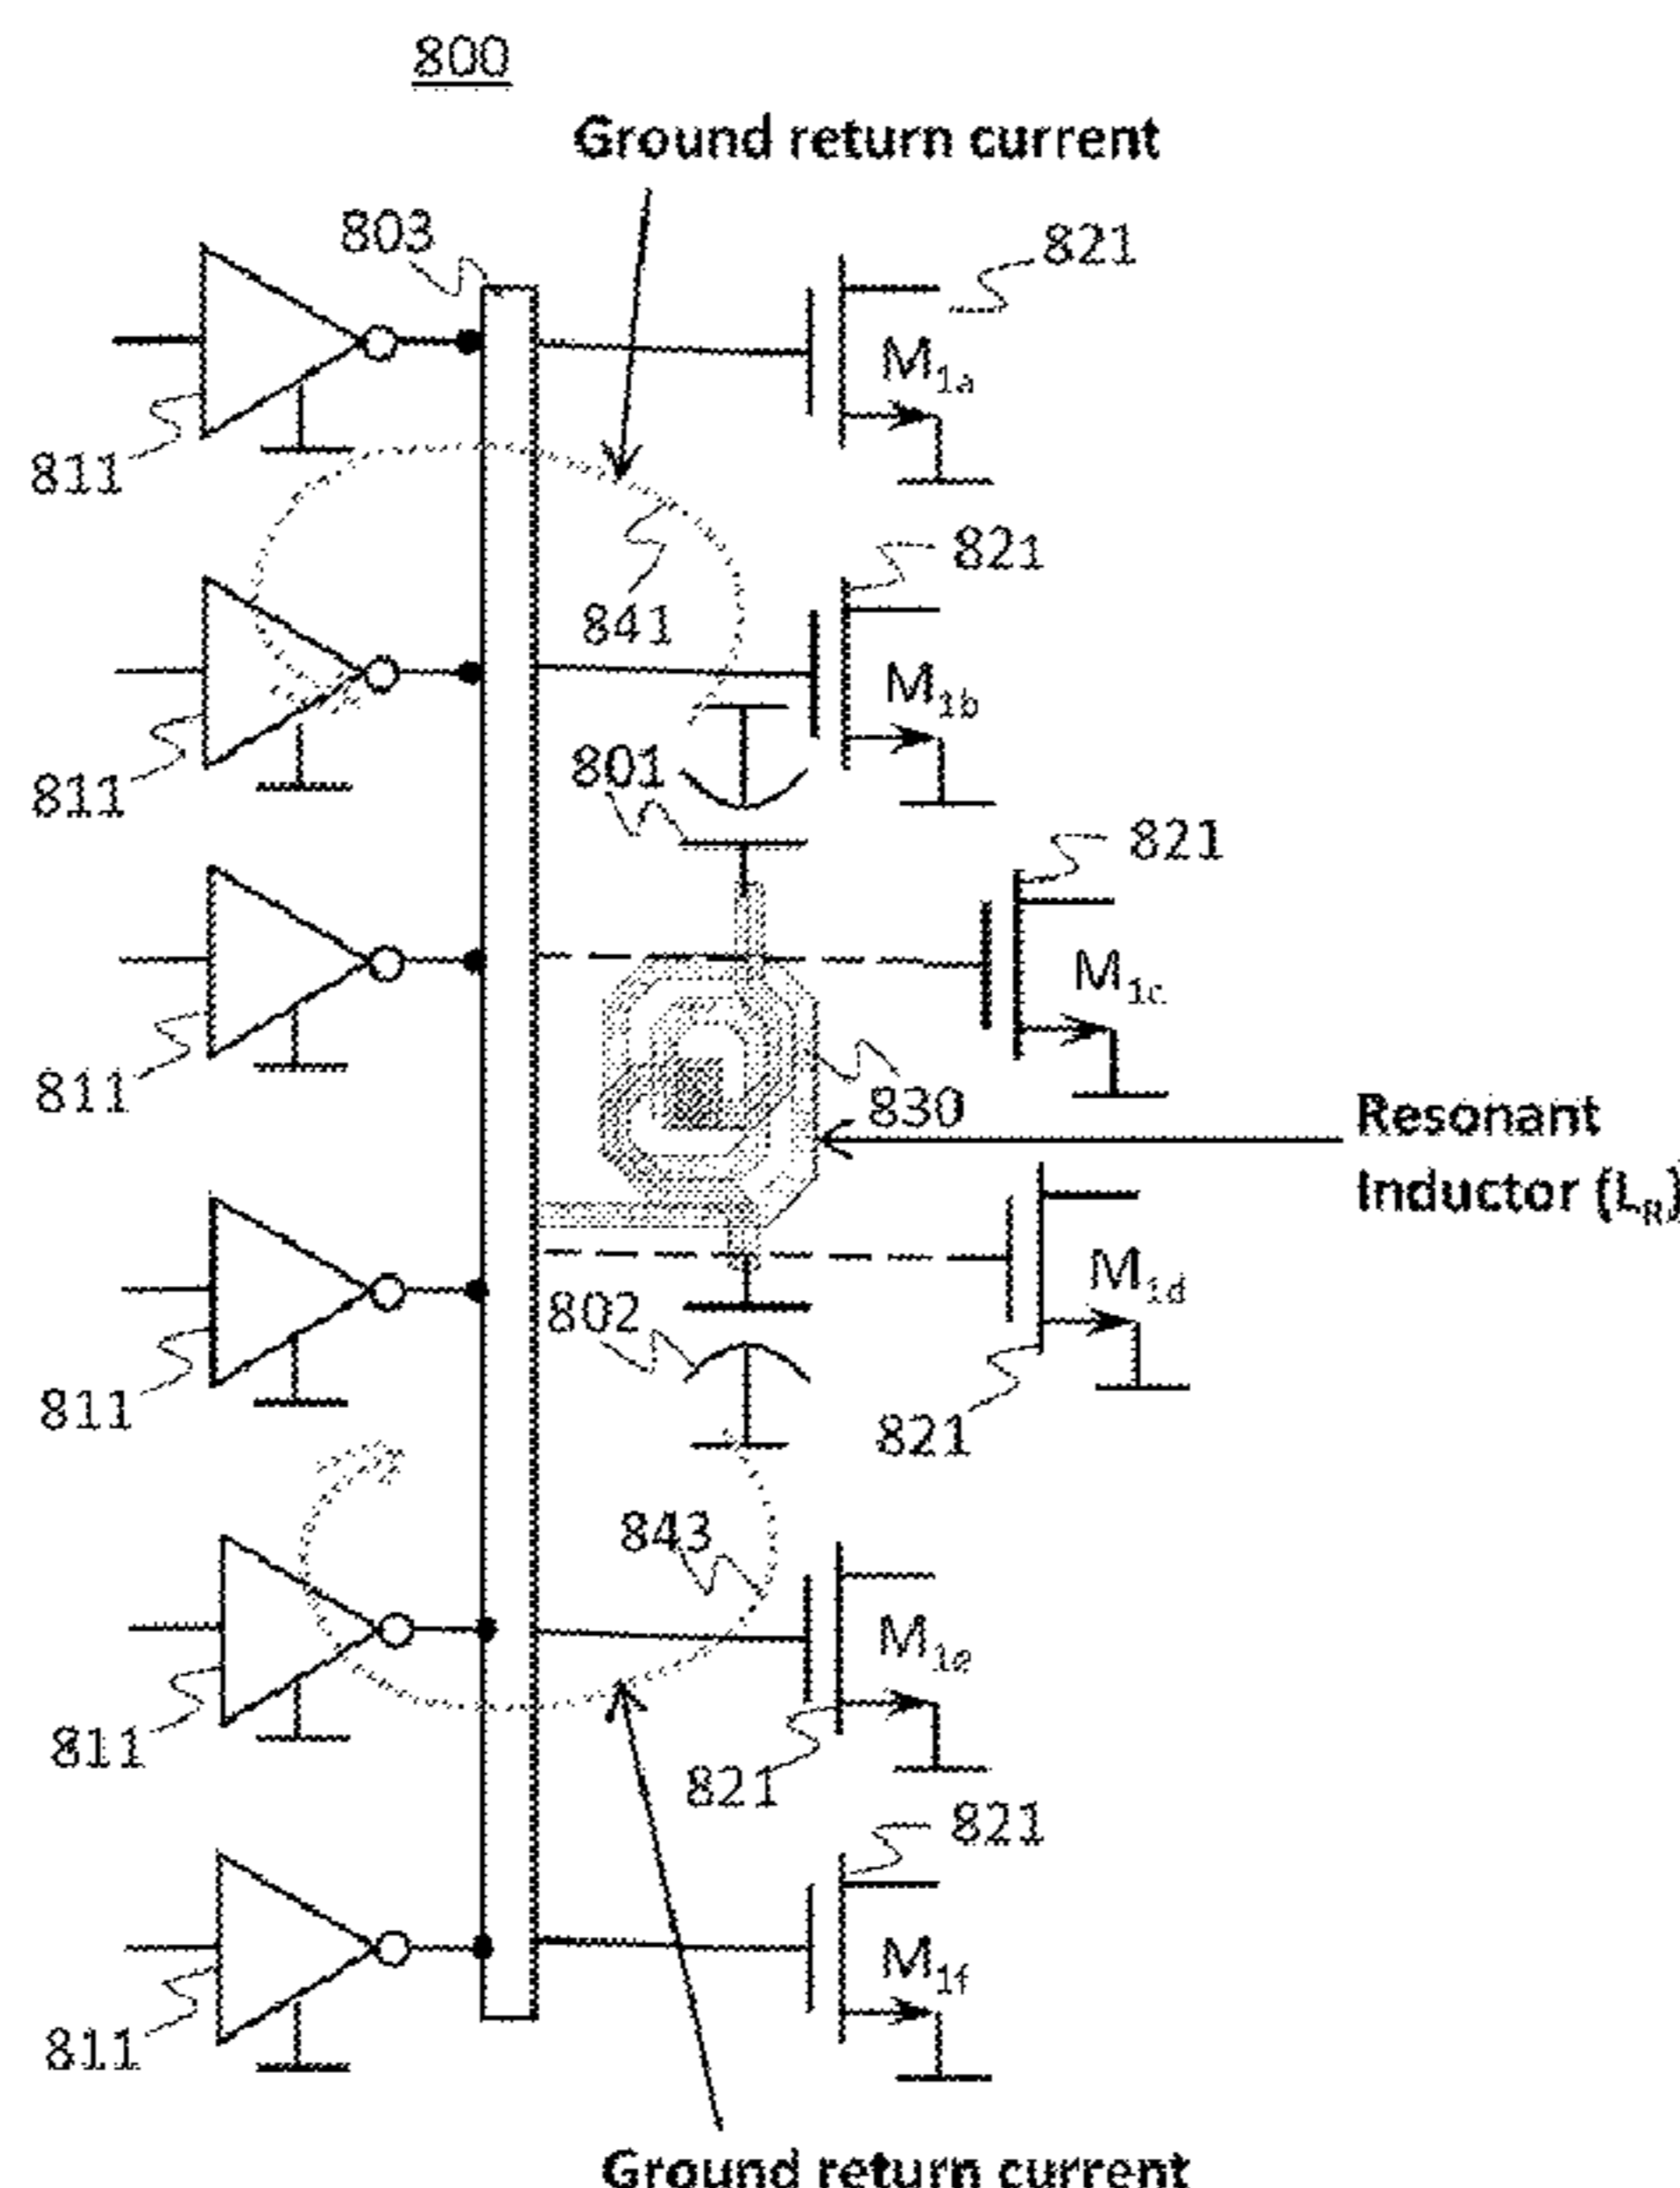 800
Ground return current
803
821
M1a
811
821
841
M1b
801
811
821
M1c
811
830
Resonant
Inductor (LR)
M1d
802
811
821
843
M1e
811
821
821
M1f
811
Ground return current